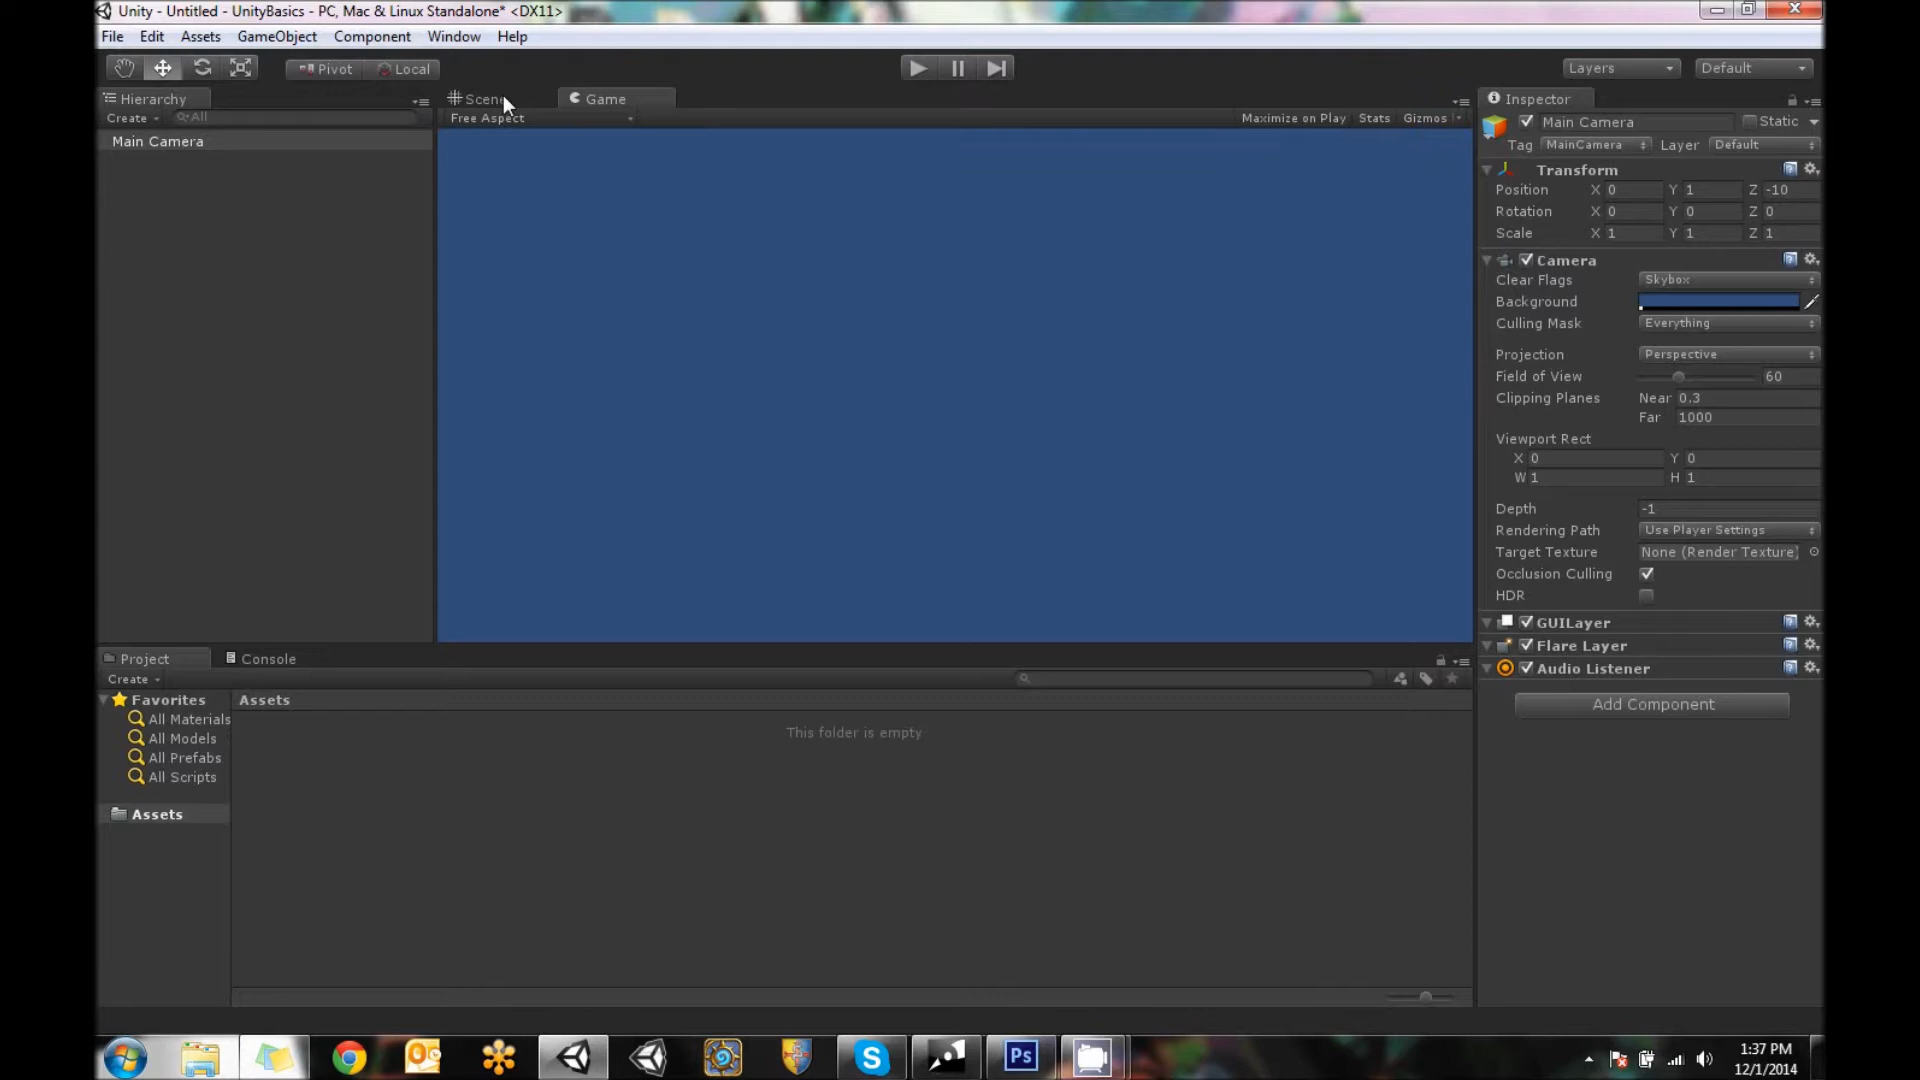 Unity - Untitled - UnityBasics - PC, Mac & Linux Standalone* <DX11>
File Edit Assets GameObject Component Window Help
Pivot Local Layers Default
Hierarchy Scene Game Inspector
Create All Free Aspect Maximize on Play Stats Gizmos
Main Camera
Main Camera Static
Tag MainCamera Layer Default
Transform
Position X 0 Y 1 Z -10
Rotation X 0 Y 0 Z 0
Scale X 1 Y 1 Z 1
Camera
Clear Flags Skybox
Background
Culling Mask Everything
Projection Perspective
Field of View 60
Clipping Planes Near 0.3
Far 1000
Viewport Rect
X 0 Y 0
W 1 H 1
Depth -1
Rendering Path Use Player Settings
Target Texture None (Render Texture)
Occlusion Culling
HDR
GUILayer
Flare Layer
Audio Listener
Add Component
Project Console
Create
Favorites
All Materials
All Models
All Prefabs
All Scripts
Assets
Assets
This folder is empty
Ps
1:37 PM
12/1/2014